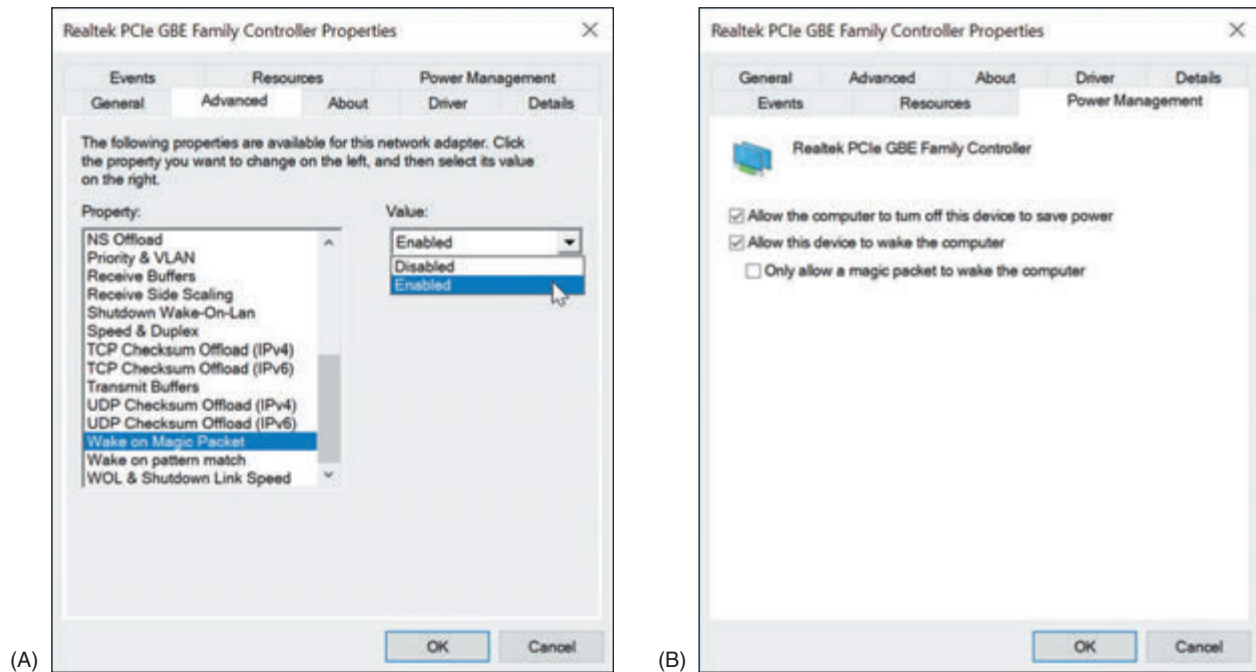 Realtek PCIe GBE Family Controller Properties
Events Resources Power Management
General Advanced About Driver Details
The following properties are available for this network adapter. Click
the property you want to change on the left, and then select its value
on the right.
Property: Value:
NS Offload
Priority & VLAN
Receive Buffers
Receive Side Scaling
Shutdown Wake-On-Lan
Speed & Duplex
TCP Checksum Offload (IPv4)
TCP Checksum Offload (IPv6)
Transmit Buffers
UDP Checksum Offload (IPv4)
UDP Checksum Offload (IPv6)
Wake on Magic Packet
Wake on pattern match
WOL & Shutdown Link Speed
Enabled
Disabled
Enabled
OK Cancel
(A)
Realtek PCIe GBE Family Controller Properties
General Advanced About Driver Details
Events Resources Power Management
Realtek PCIe GBE Family Controller
Allow the computer to turn off this device to save power
Allow this device to wake the computer
Only allow a magic packet to wake the computer
OK Cancel
(B)